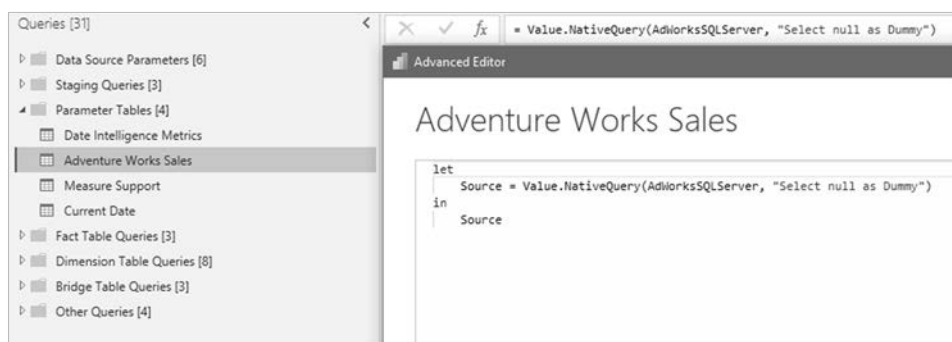 Queries [31]
Data Source Parameters [6]
Staging Queries [3]
Parameter Tables [4]
Date Intelligence Metrics
Adventure Works Sales
Measure Support
Current Date
Fact Table Queries [3]
Dimension Table Queries [8]
Bridge Table Queries [3]
Other Queries [4]
fx = Value.NativeQuery(AdWorksSQLServer, "Select null as Dummy")
Advanced Editor
Adventure Works Sales
let
Source = Value.NativeQuery(AdWorksSQLServer, "Select null as Dummy")
in
Source